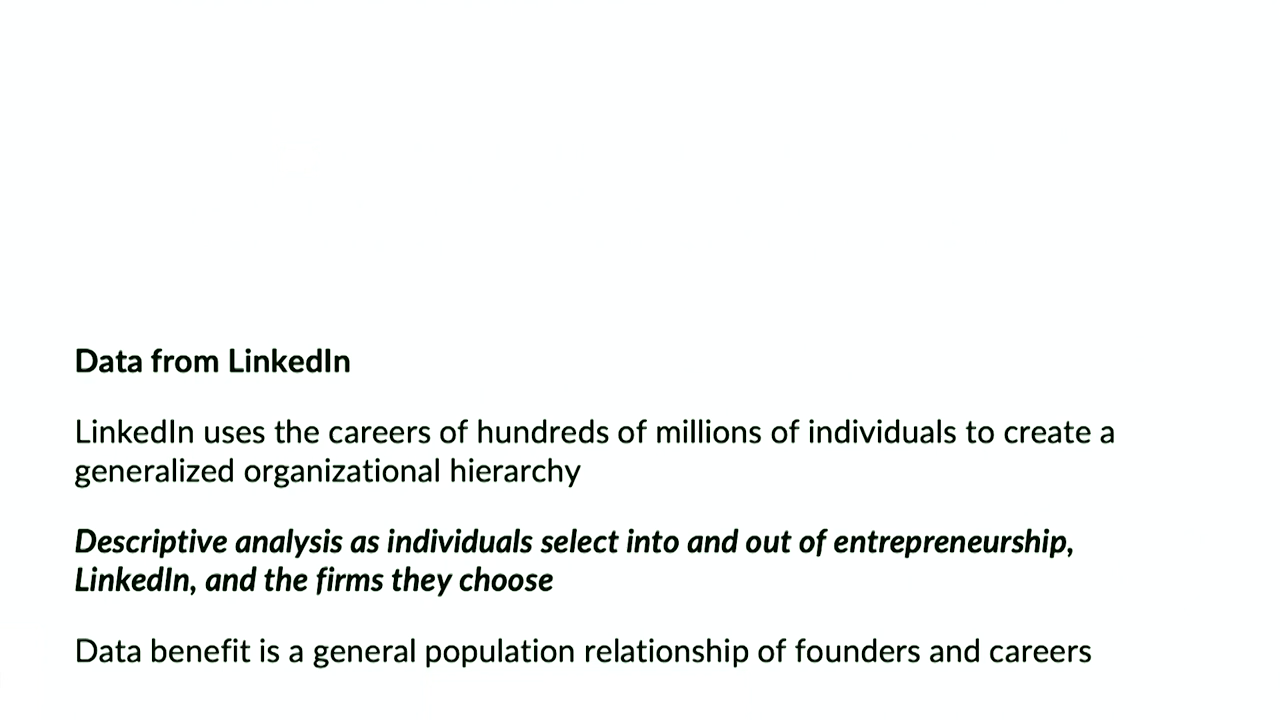 Data from LinkedIn
LinkedIn uses the careers of hundreds of millions of individuals to create a
generalized organizational hierarchy
Descriptive analysis as individuals select into and out of entrepreneurship,
LinkedIn, and the firms they choose
Data benefit is a general population relationship of founders and careers